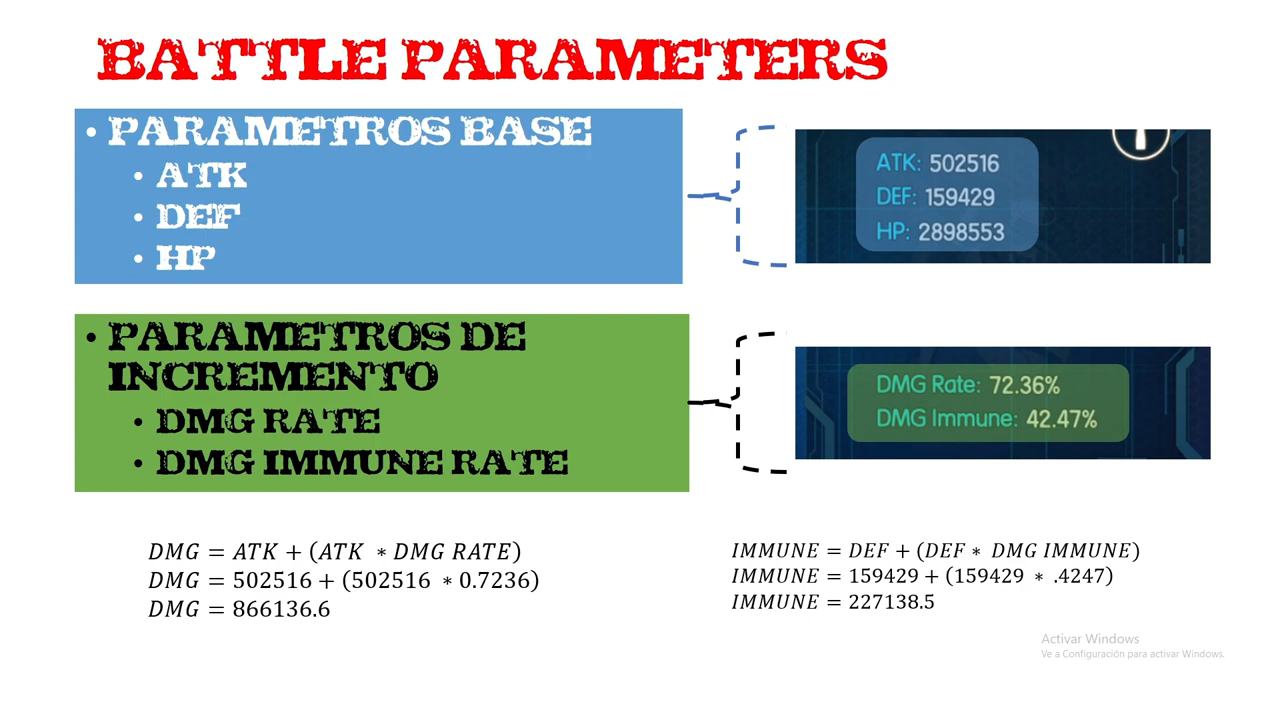 BATTLE PARAMETERS
• PARAMETROS BASE
• ATK
• DEF
• HP
ATK: 502516
DEF: 159429
HP: 2898553
• PARAMETROS DE
INCREMENTO
• DMG RATE
• DMG IMMUNE RATE
DMG Rate: 72.36%
DMG Immune: 42.47%
DMG = ATK + (ATK * DMG RATE)
DMG = 502516 + (502516 * 0.7236)
DMG = 866136.6
IMMUNE = DEF + (DEF * DMG IMMUNE)
IMMUNE = 159429 + (159429 * .4247)
IMMUNE = 227138.5
Activar Windows
Ve a Configuración para activar Windows.